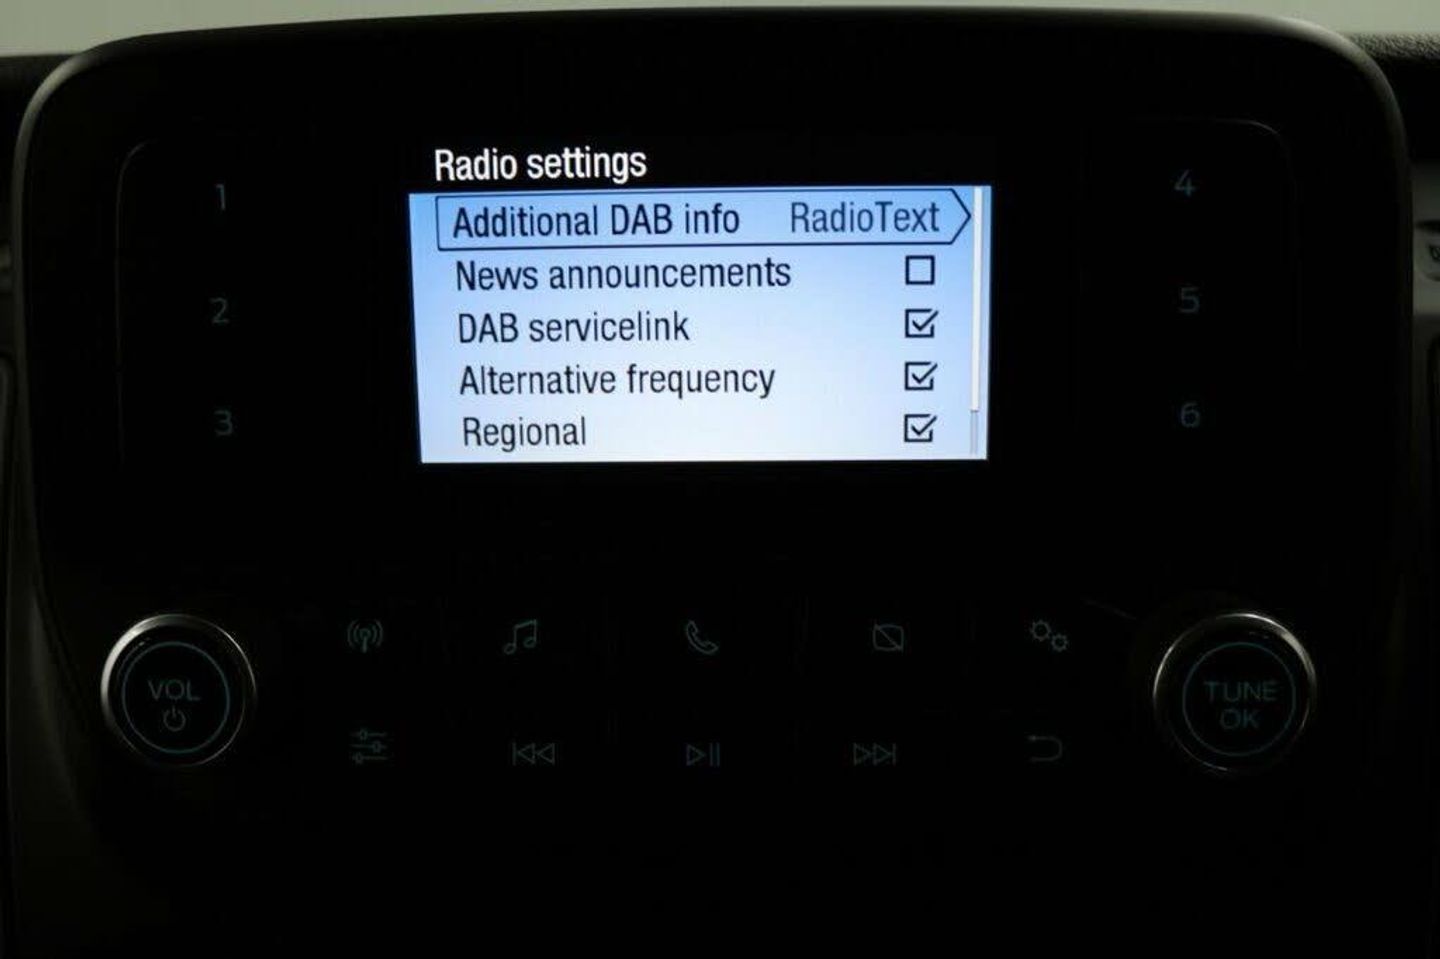 Radio settings
Additional DAB info RadioText
News announcements
DAB servicelink
Alternative frequency
Regional
1
2
3
4
5
6
VOL
TUNE
OK